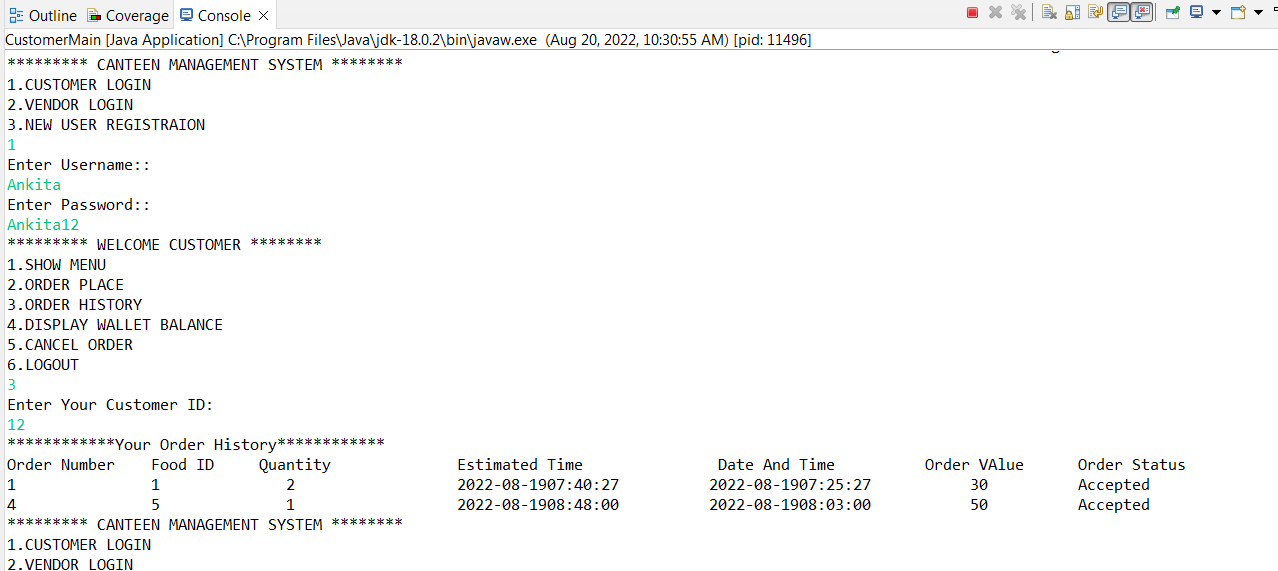 Outline Coverage Console
CustomerMain [Java Application] C:\Program Files\Java\jdk-18.0.2\bin\javaw.exe (Aug 20, 2022, 10:30:55 AM) [pid: 11496]
********* CANTEEN MANAGEMENT SYSTEM ********
1.CUSTOMER LOGIN
2.VENDOR LOGIN
3.NEW USER REGISTRAION
1
Enter Username::
Ankita
Enter Password::
Ankita12
********* WELCOME CUSTOMER ********
1.SHOW MENU
2.ORDER PLACE
3.ORDER HISTORY
4.DISPLAY WALLET BALANCE
5.CANCEL ORDER
6.LOGOUT
3
Enter Your Customer ID:
12
************Your Order History************
Order Number Food ID Quantity Estimated Time Date And Time Order VAlue Order Status
1 1 2 2022-08-1907:40:27 2022-08-1907:25:27 30 Accepted
4 5 1 2022-08-1908:48:00 2022-08-1908:03:00 50 Accepted
********* CANTEEN MANAGEMENT SYSTEM ********
1.CUSTOMER LOGIN
2.VENDOR LOGIN